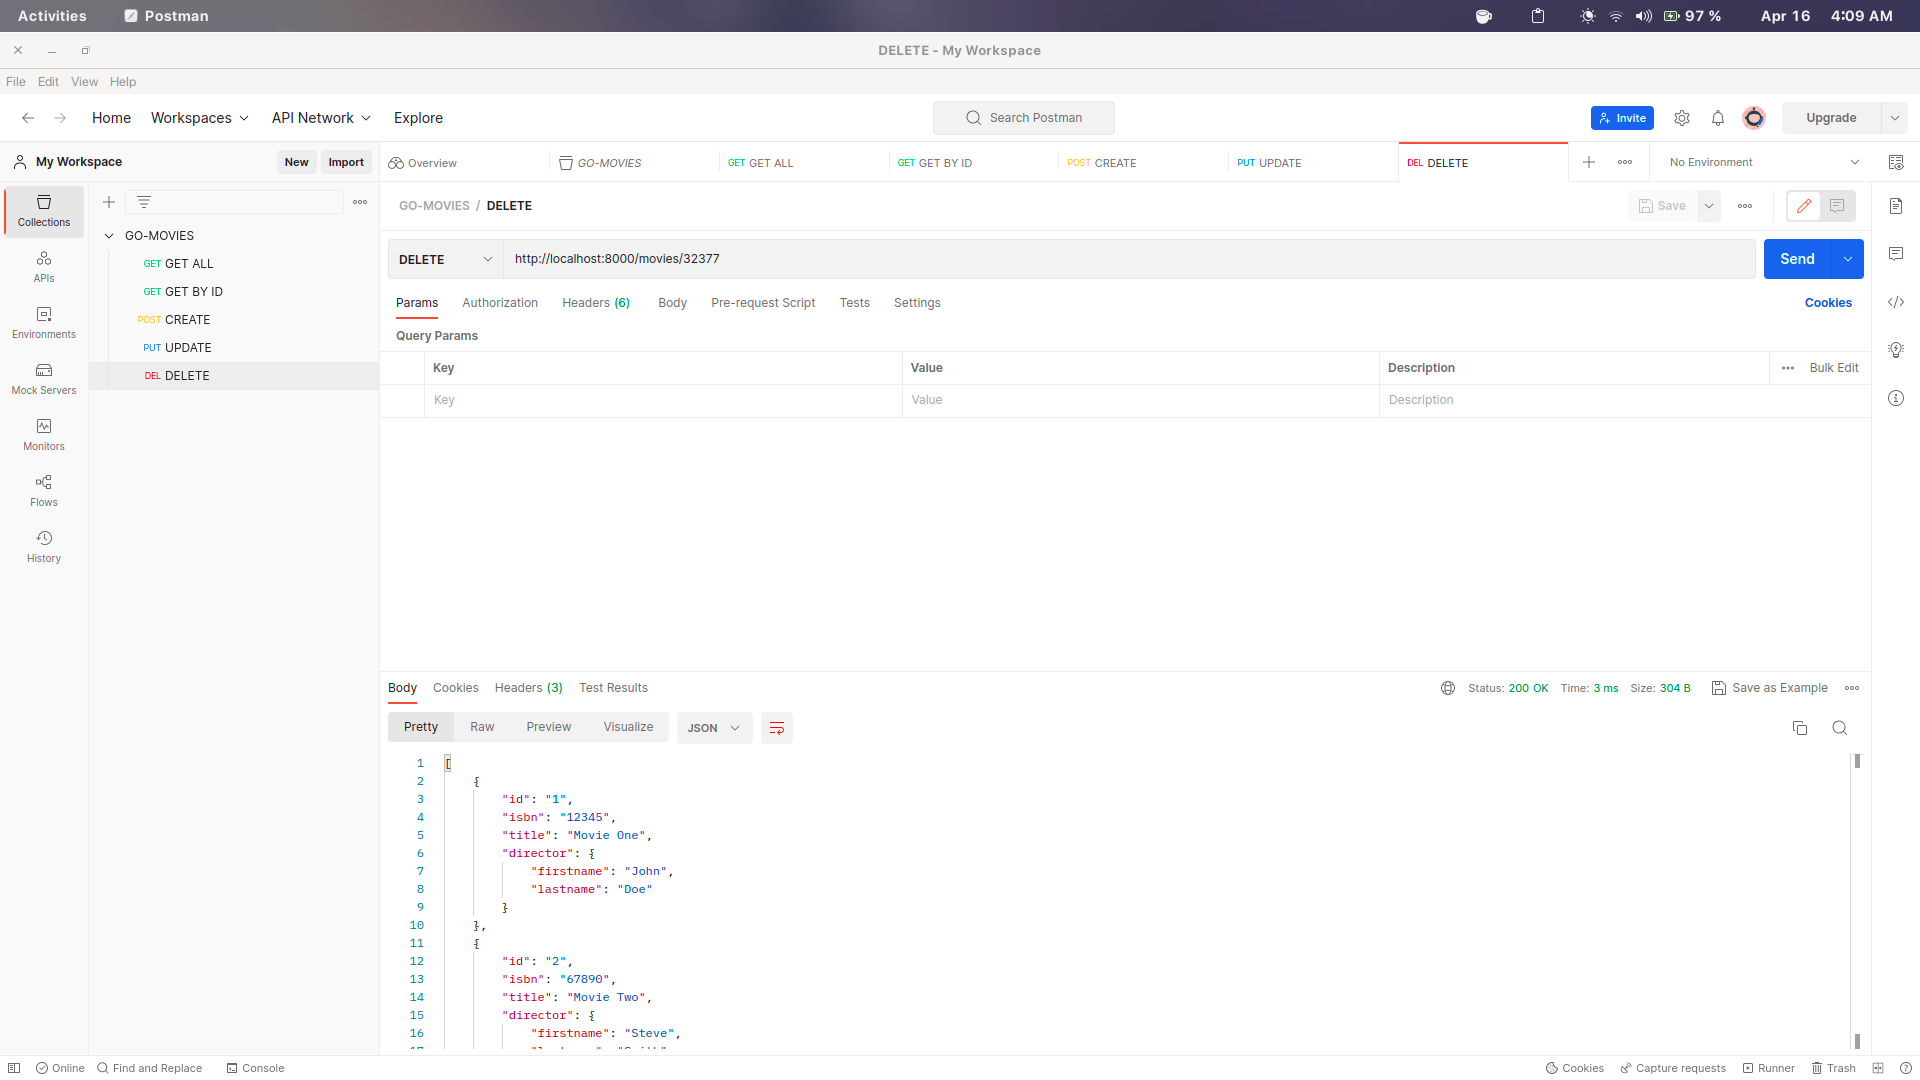 Activities Postman 97 % Apr 16 4:09 AM
DELETE - My Workspace
File Edit View Help
Home Workspaces API Network Explore Search Postman Invite Upgrade
My Workspace New Import Overview GO-MOVIES GET GET ALL GET GET BY ID POST CREATE PUT UPDATE DEL DELETE No Environment
Collections
APIs
Environments
Mock Servers
Monitors
Flows
History
GO-MOVIES
GET GET ALL
GET GET BY ID
POST CREATE
PUT UPDATE
DEL DELETE
GO-MOVIES / DELETE Save
DELETE http://localhost:8000/movies/32377 Send
Params Authorization Headers (6) Body Pre-request Script Tests Settings Cookies
Query Params
Key Value Description Bulk Edit
Key Value Description
Body Cookies Headers (3) Test Results Status: 200 OK Time: 3 ms Size: 304 B Save as Example
Pretty Raw Preview Visualize JSON
1 [
2 {
3 "id": "1",
4 "isbn": "12345",
5 "title": "Movie One",
6 "director": {
7 "firstname": "John",
8 "lastname": "Doe"
9 }
10 },
11 {
12 "id": "2",
13 "isbn": "67890",
14 "title": "Movie Two",
15 "director": {
16 "firstname": "Steve",
Online Find and Replace Console Cookies Capture requests Runner Trash